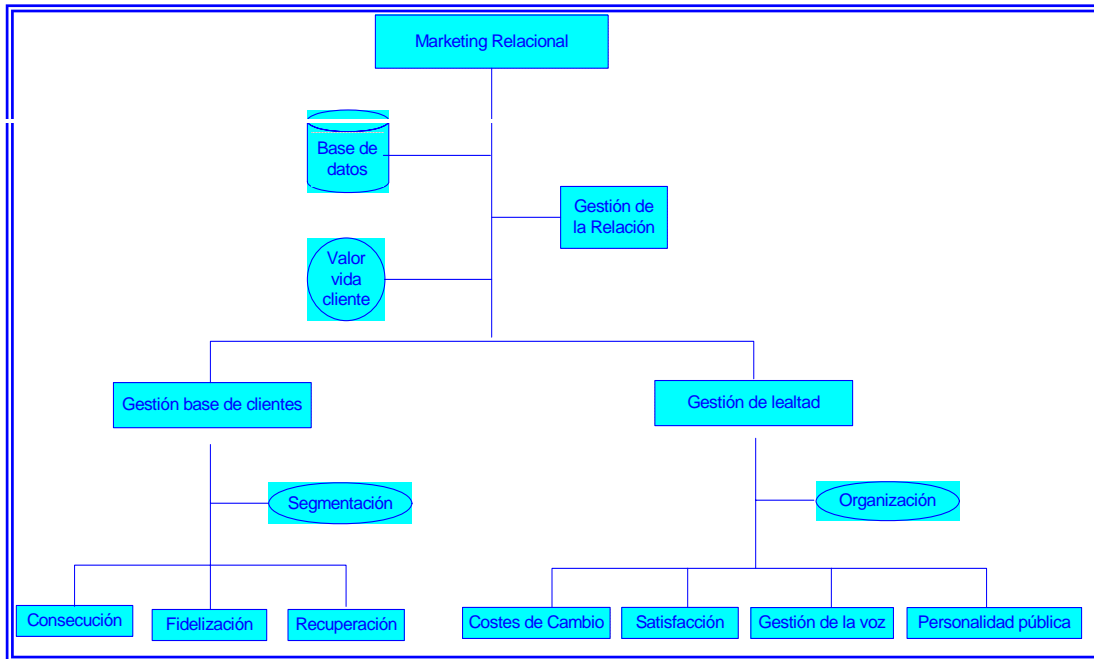 Marketing Relacional
Base de
datos
Gestión de
la Relación
Valor
vida
cliente
Gestión base de clientes
Gestión de lealtad
Segmentación
Organización
Consecución
Fidelización
Recuperación
Costes de Cambio
Satisfacción
Gestión de la voz
Personalidad pública